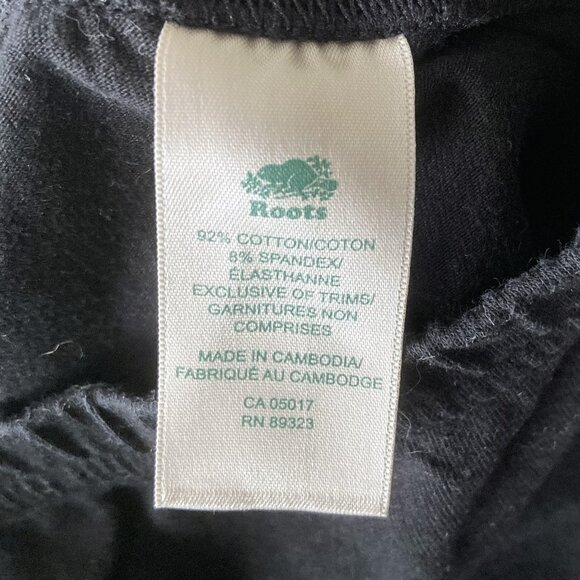 Roots
92% COTTON/COTON
8% SPANDEX/
ÉLASTHANNE
EXCLUSIVE OF TRIMS/
GARNITURES NON
COMPRISES
MADE IN CAMBODIA/
FABRIQUÉ AU CAMBODGE
CA 05017
RN 89323